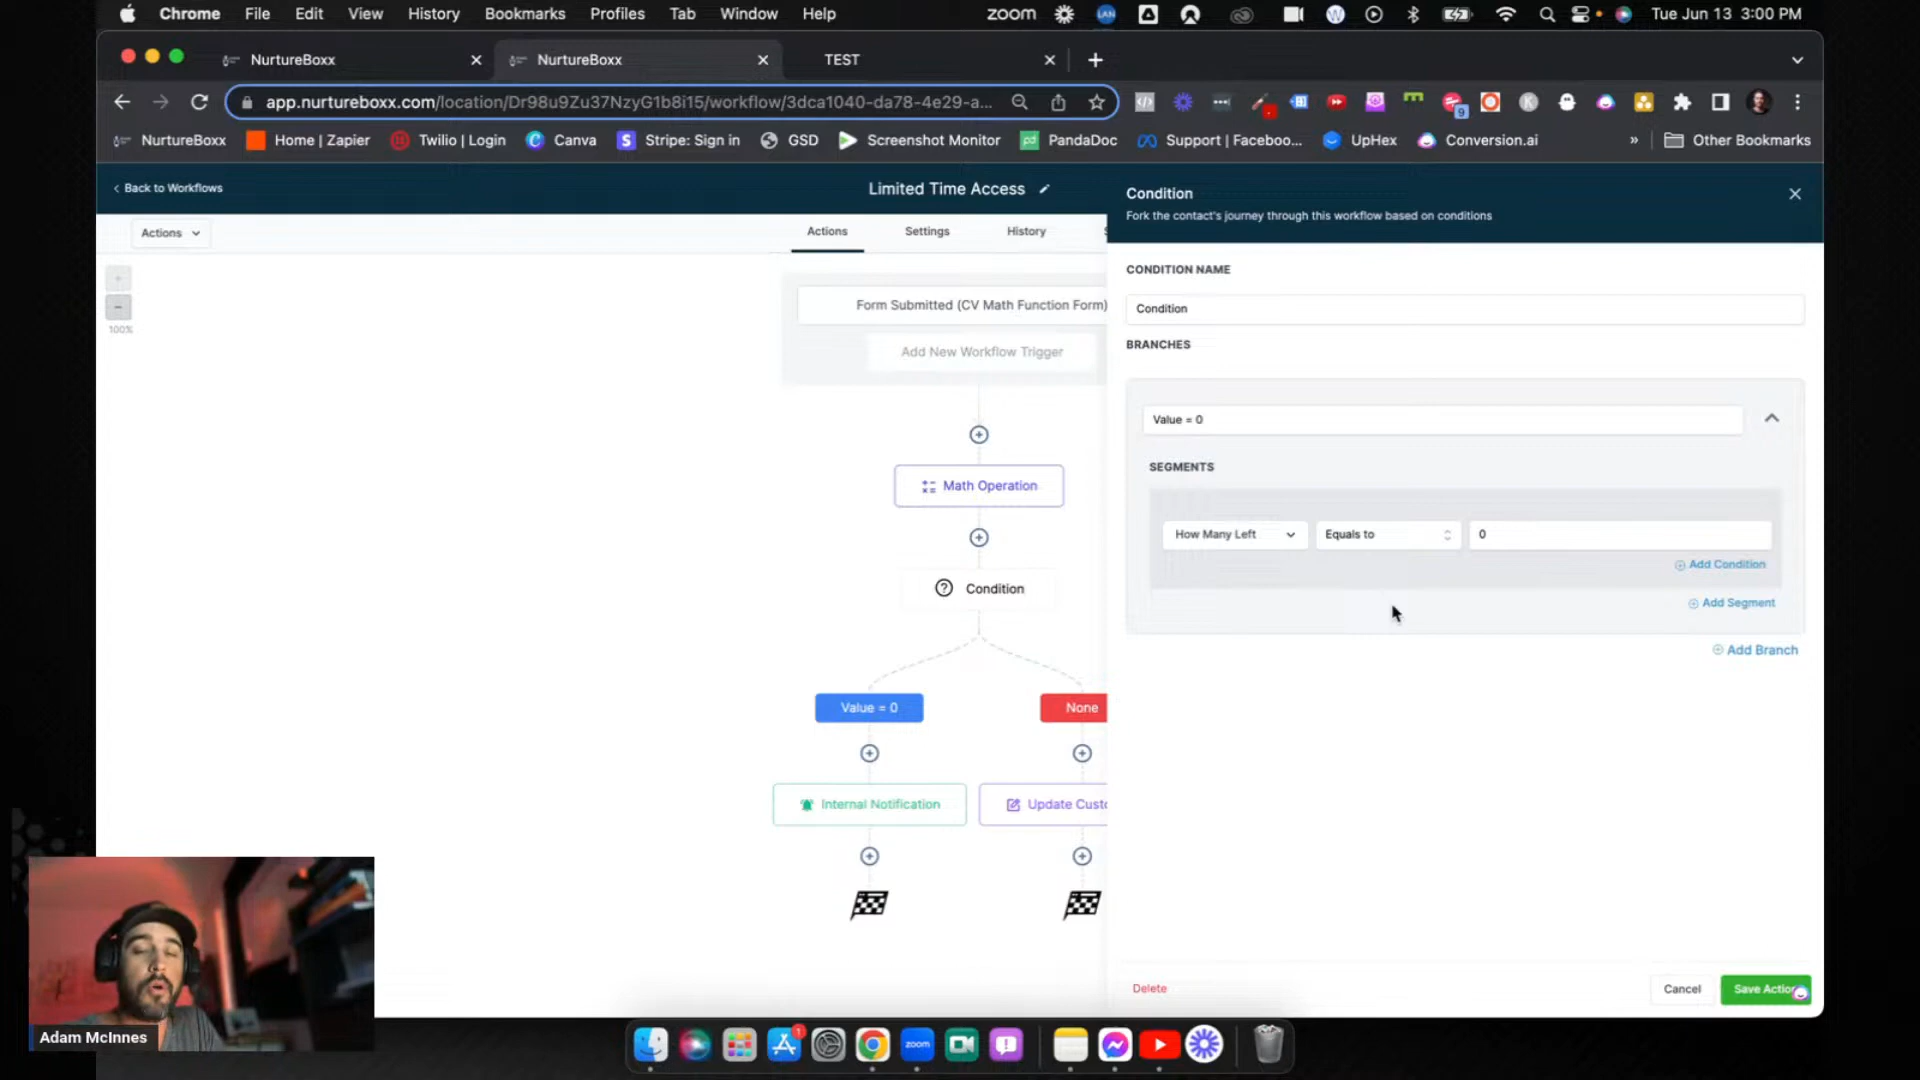 Chrome File Edit View History Bookmarks Profiles Tab Window Help zoom LAN Tue Jun 13 3:00 PM
NurtureBoxx NurtureBoxx TEST
app.nurtureboxx.com/location/Dr98u9Zu37NzyG1b8i15/workflow/3dca1040-da78-4e29-a...
9
NurtureBoxx Home | Zapier Twilio | Login Canva Stripe: Sign in GSD Screenshot Monitor PandaDoc Support | Faceboo... UpHex Conversion.ai » Other Bookmarks
Back to Workflows
Limited Time Access
Condition
Fork the contact's journey through this workflow based on conditions
Actions
Actions Settings History
100%
Form Submitted (CV Math Function Form)
Add New Workflow Trigger
Math Operation
Condition
Value = 0 None
Internal Notification Update Custo
CONDITION NAME
Condition
BRANCHES
Value = 0
SEGMENTS
How Many Left Equals to 0
Add Condition
Add Segment
Add Branch
Delete Cancel Save Action
Adam McInnes
1
zoom